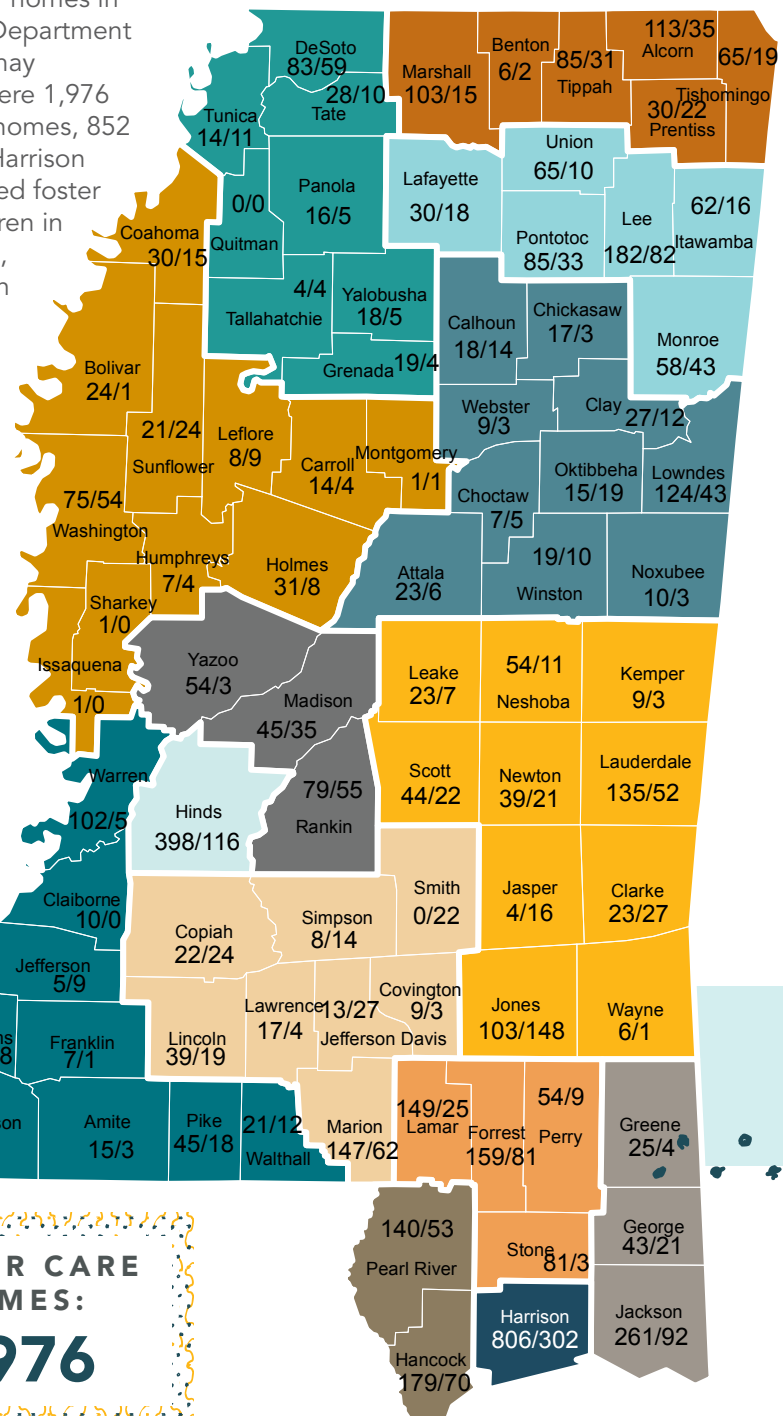 homes in
Department
may
ere 1,976
homes, 852
Harrison
ed foster
ren in
,
n
DeSoto
83/59
Tunica
14/11
28/10
Tate
0/0
Quitman
Panola
16/5
4/4
Tallahatchie
Yalobusha
18/5
Grenada
19/4
Marshall
103/15
Benton
6/2
85/31
Tippah
113/35
Alcorn
65/19
Tishomingo
30/22
Prentiss
Lafayette
30/18
Union
65/10
Pontotoc
85/33
Lee
182/82
62/16
Itawamba
Monroe
58/43
Coahoma
30/15
Bolivar
24/1
21/24
Sunflower
Leflore
8/9
Carroll
14/4
Montgomery
1/1
75/54
Washington
Humphreys
7/4
Holmes
31/8
Sharkey
1/0
Issaquena
1/0
Calhoun
18/14
Chickasaw
17/3
Webster
9/3
Clay
27/12
Choctaw
7/5
Oktibbeha
15/19
Lowndes
124/43
Attala
23/6
19/10
Winston
Noxubee
10/3
Yazoo
54/3
Madison
45/35
79/55
Rankin
Hinds
398/116
Leake
23/7
54/11
Neshoba
Kemper
9/3
Scott
44/22
Newton
39/21
Lauderdale
135/52
Jasper
4/16
Clarke
23/27
Jones
103/148
Wayne
6/1
Warren
102/5
Claiborne
10/0
Jefferson
5/9
ns
8
Franklin
7/1
son
Amite
15/3
Pike
45/18
21/12
Walthall
Copiah
22/24
Simpson
8/14
Smith
0/22
Lincoln
39/19
Lawrence
17/4
13/27
Jefferson Davis
Covington
9/3
Marion
147/62
149/25
Lamar
Forrest
159/81
54/9
Perry
Stone
81/3
Greene
25/4
George
43/21
Jackson
261/92
140/53
Pearl River
Hancock
179/70
Harrison
806/302
R CARE
MES:
976